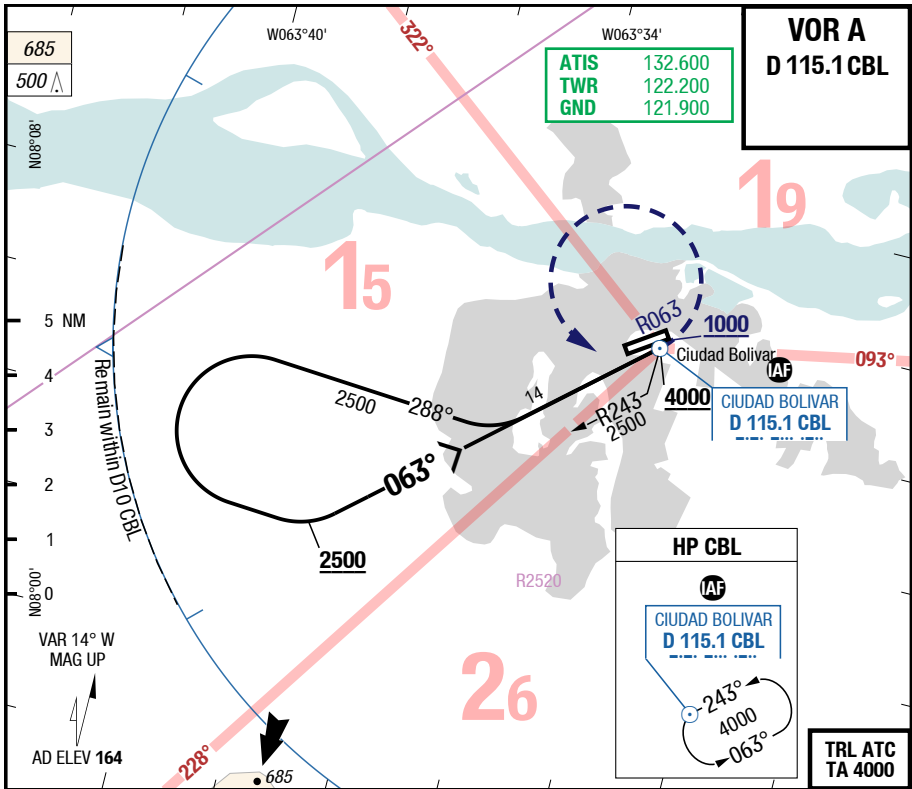 685
500
W063°40'
322°
W063°34'
ATIS 132.600
TWR 122.200
GND 121.900
VOR A
D 115.1 CBL
N08°08'
19
15
5 NM
4
3
2
1
0
N08°00'
Remain within D10 CBL
R063
1000
Ciudad Bolivar
IAF
093°
CIUDAD BOLIVAR
D 115.1 CBL
4000
14
R243
2500
2500
288°
063°
2500
R2520
HP CBL
IAF
CIUDAD BOLIVAR
D 115.1 CBL
243°
4000
063°
26
VAR 14° W
MAG UP
AD ELEV 164
228°
685
TRL ATC
TA 4000